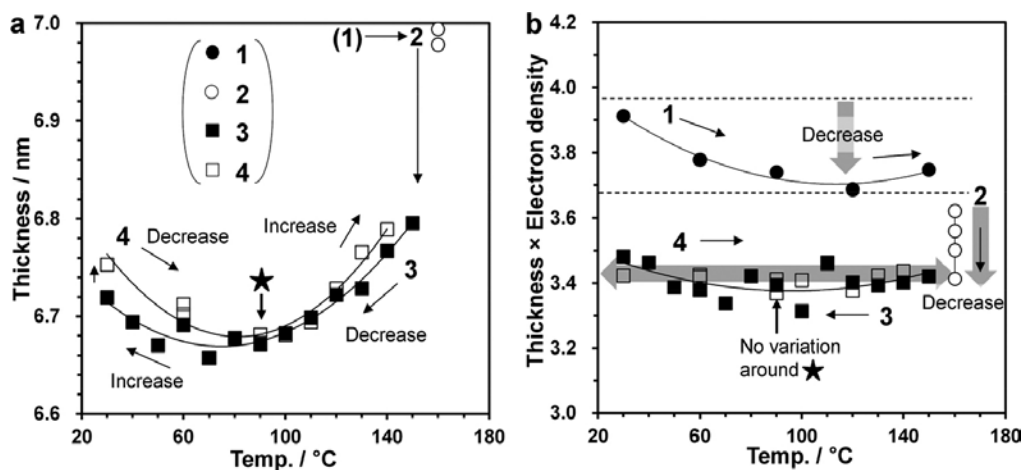 a
7.0
6.9
6.8
6.7
6.6
Thickness / nm
1
2
3
4
(1)
2
4
Decrease
Increase
3
Decrease
Increase
20
60
100
140
180
Temp. / °C
b
4.2
4.0
3.8
3.6
3.4
3.2
3.0
Thickness × Electron density
1
Decrease
2
4
Decrease
3
No variation
around ★
20
60
100
140
180
Temp. / °C